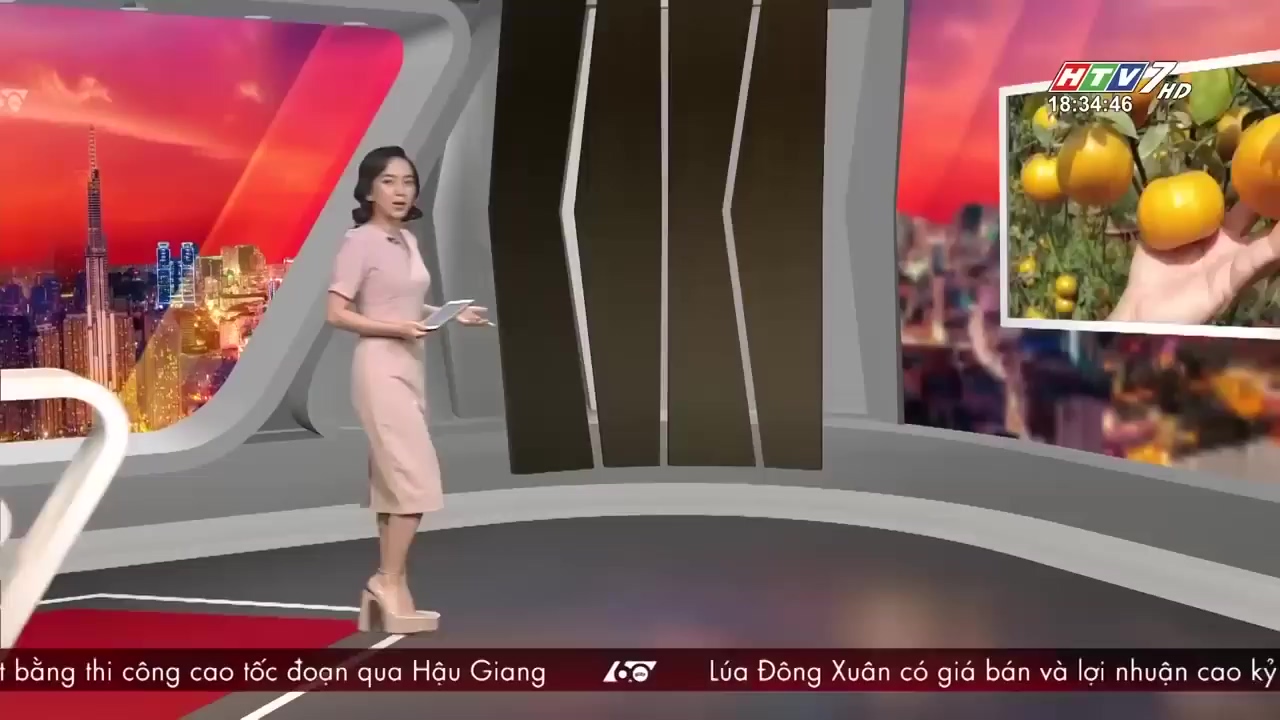 HTV7
HD
18:34:46
bằng thi công cao tốc đoạn qua Hậu Giang
60
Lúa Đông Xuân có giá bán và lợi nhuận cao kỷ